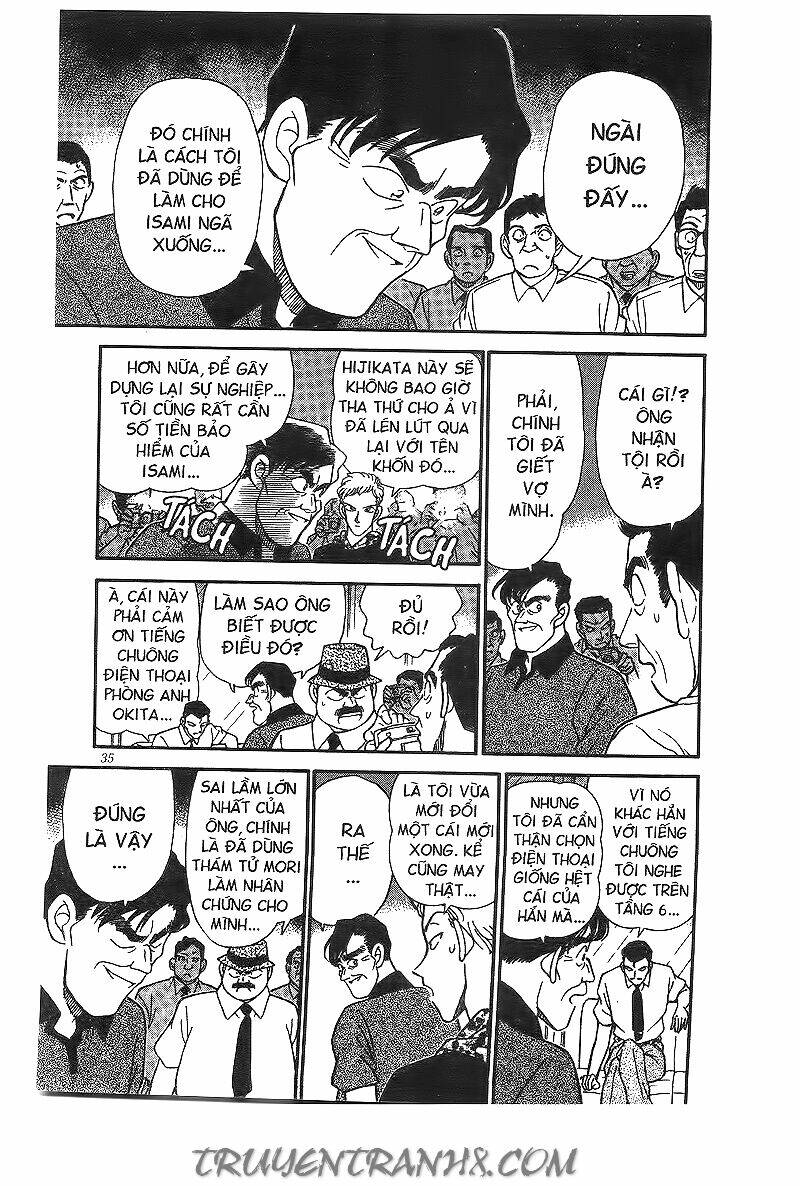 NGÀI
ĐÚNG
ĐẤY...
ĐÓ CHÍNH
LÀ CÁCH TÔI
ĐÃ DÙNG ĐỂ
LÀM CHO
ISAMI NGÃ
XUỐNG...
CÁI GÌ!?
ÔNG
NHẬN
TỘI RỒI
À?
PHẢI,
CHÍNH
TÔI ĐÃ
GIẾT
VỢ
MÌNH.
HIJIKATA NÀY SẼ
KHÔNG BAO GIỜ
THA THỨ CHO Ả VÌ
ĐÃ LÉN LÚT QUA
LẠI VỚI TÊN
KHỐN ĐÓ...
HƠN NỮA, ĐỂ GÂY
DỰNG LẠI SỰ NGHIỆP...
TÔI CŨNG RẤT CẦN
SỐ TIỀN BẢO
HIỂM CỦA
ISAMI...
TÁCH
TÁCH
ĐỦ
RỒI!
LÀM SAO ÔNG
BIẾT ĐƯỢC
ĐIỀU ĐÓ?
À, CÁI NÀY
PHẢI CẢM
ƠN TIẾNG
CHUÔNG
ĐIỆN THOẠI
PHÒNG ANH
OKITA...
35
VÌ NÓ
KHÁC HẲN
VỚI TIẾNG
CHUÔNG
TÔI NGHE
ĐƯỢC TRÊN
TẦNG 6...
NHƯNG
TÔI ĐÃ CẨN
THẬN CHỌN
ĐIỆN THOẠI
GIỐNG HỆT
CÁI CỦA
HẮN MÀ...
LÀ TÔI VỪA
MỚI ĐỔI
MỘT CÁI MỚI
XONG. KỂ
CŨNG MAY
THẬT...
RA
THẾ
...
SAI LẦM LỚN
NHẤT CỦA
ÔNG, CHÍNH
LÀ ĐÃ DÙNG
THÁM TỬ MORI
LÀM NHÂN
CHỨNG CHO
MÌNH...
ĐÚNG
LÀ VẬY
...
TRUYENTRANH8.COM